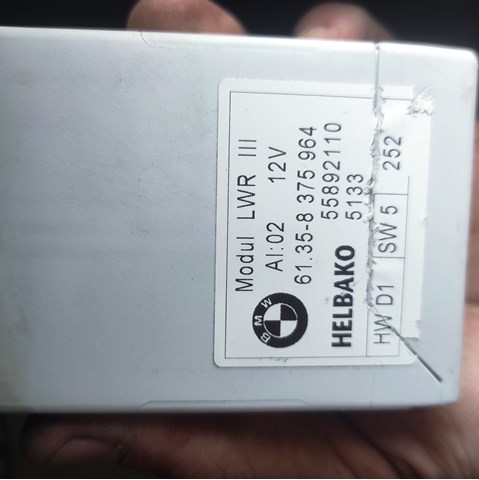 Modul LWR III
AI:02 12V
61.35-8 375 964
55892110
BMW HELBAKO 5133
HW D1 SW 5 252